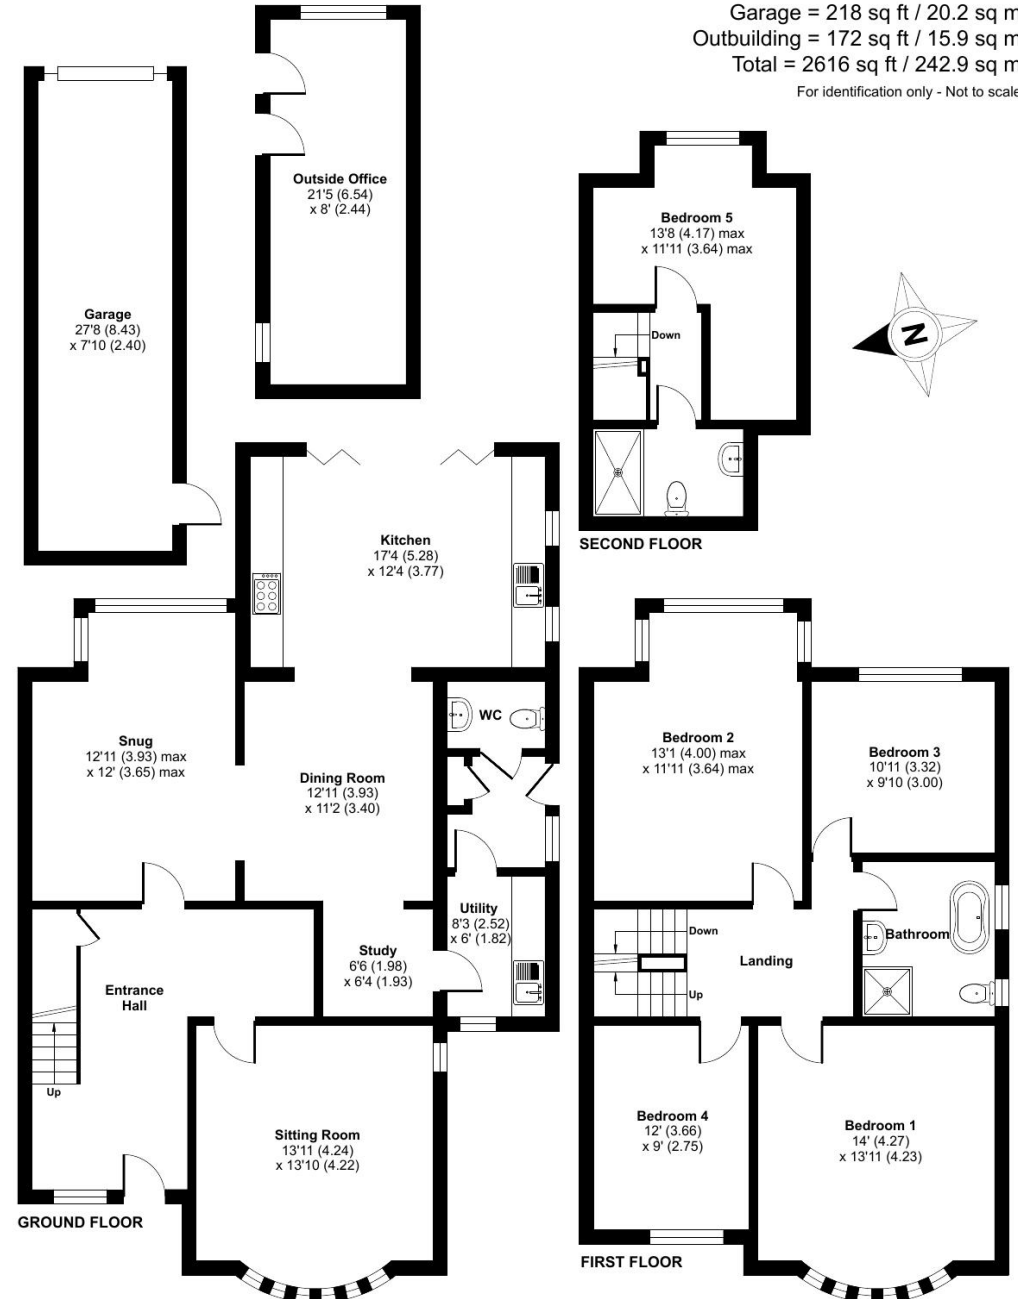 Garage = 218 sq ft / 20.2 sq m
Outbuilding = 172 sq ft / 15.9 sq m
Total = 2616 sq ft / 242.9 sq m
For identification only - Not to scale
Outside Office
21'5 (6.54)
x 8' (2.44)
Garage
27'8 (8.43)
x 7'10 (2.40)
Bedroom 5
13'8 (4.17) max
x 11'11 (3.64) max
Down
N
SECOND FLOOR
Kitchen
17'4 (5.28)
x 12'4 (3.77)
Snug
12'11 (3.93) max
x 12' (3.65) max
WC
Dining Room
12'11 (3.93)
x 11'2 (3.40)
Utility
8'3 (2.52)
x 6' (1.82)
Study
6'6 (1.98)
x 6'4 (1.93)
Entrance
Hall
Up
Sitting Room
13'11 (4.24)
x 13'10 (4.22)
GROUND FLOOR
Bedroom 2
13'1 (4.00) max
x 11'11 (3.64) max
Bedroom 3
10'11 (3.32)
x 9'10 (3.00)
Down
Up
Landing
Bathroom
Bedroom 4
12' (3.66)
x 9' (2.75)
Bedroom 1
14' (4.27)
x 13'11 (4.23)
FIRST FLOOR